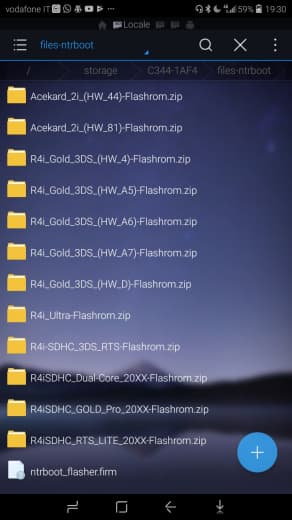 vodafone IT 59% 19:30
Locale
files-ntrboot
/ storage C344-1AF4 files-ntrboot
Acekard_2i_(HW_44)-Flashrom.zip
Acekard_2i_(HW_81)-Flashrom.zip
R4i_Gold_3DS_(HW_4)-Flashrom.zip
R4i_Gold_3DS_(HW_A5)-Flashrom.zip
R4i_Gold_3DS_(HW_A6)-Flashrom.zip
R4i_Gold_3DS_(HW_A7)-Flashrom.zip
R4i_Gold_3DS_(HW_D)-Flashrom.zip
R4i_Ultra-Flashrom.zip
R4i-SDHC_3DS_RTS-Flashrom.zip
R4iSDHC_Dual-Core_20XX-Flashrom.zip
R4iSDHC_GOLD_Pro_20XX-Flashrom.zip
R4iSDHC_RTS_LITE_20XX-Flashrom.zip
ntrboot_flasher.firm